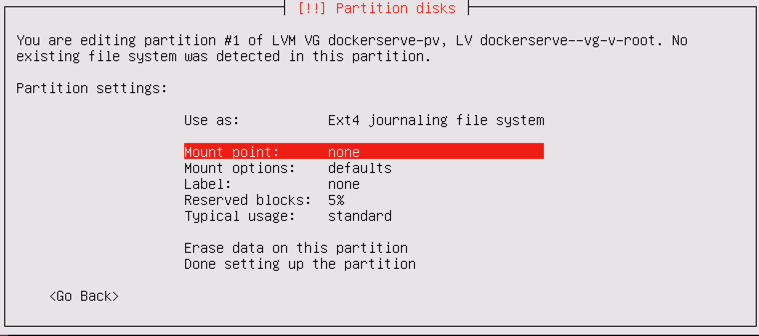 [!!] Partition disks
You are editing partition #1 of LVM VG dockerserve-pv, LV dockerserve--vg-v-root. No
existing file system was detected in this partition.
Partition settings:
Use as: Ext4 journaling file system
Mount point: none
Mount options: defaults
Label: none
Reserved blocks: 5%
Typical usage: standard
Erase data on this partition
Done setting up the partition
<Go Back>